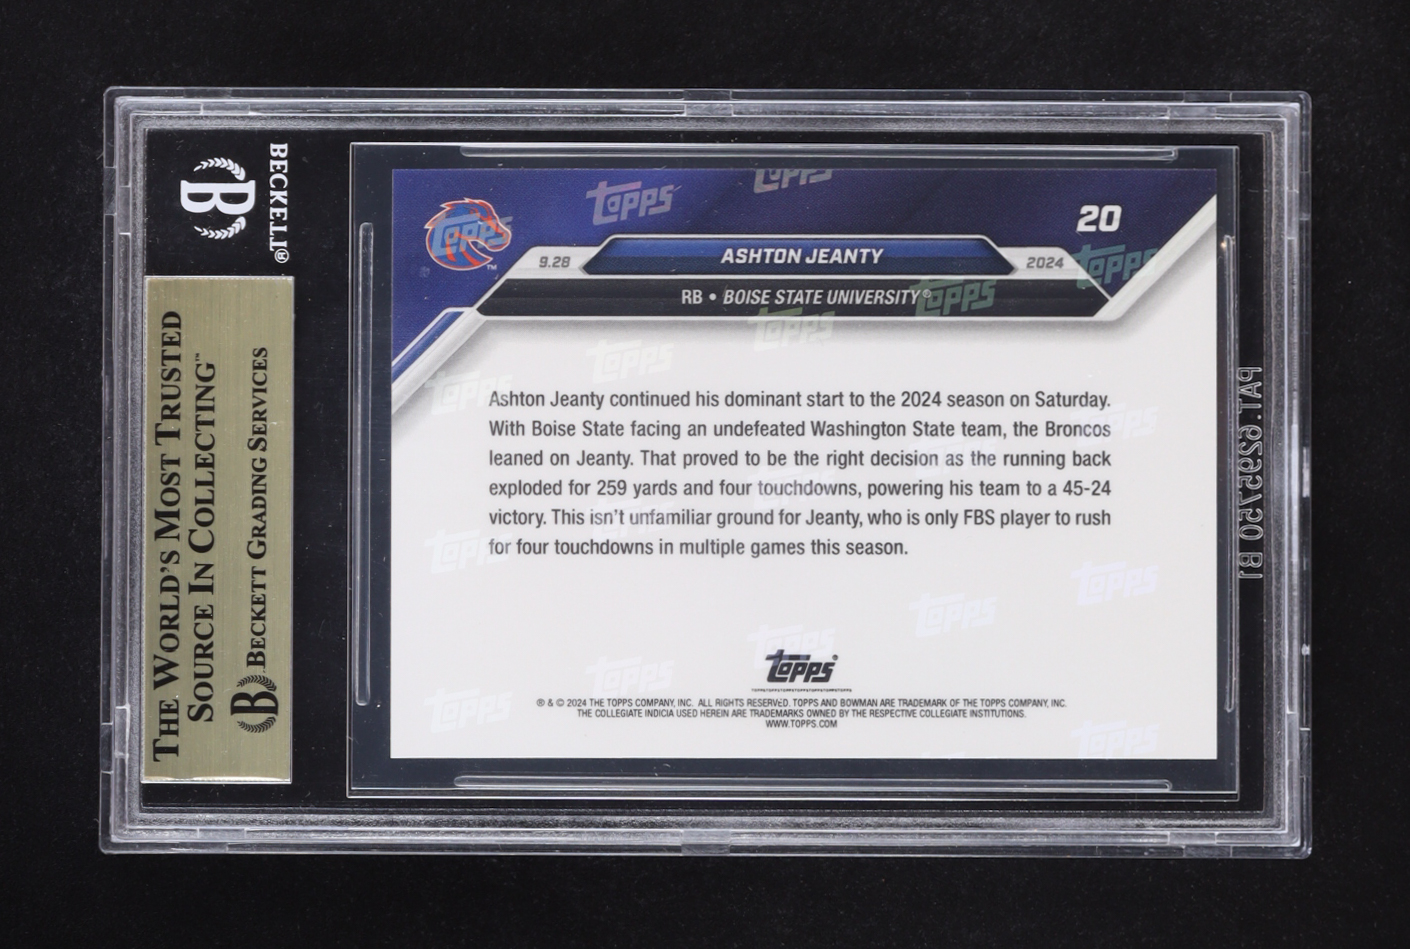 BECKETT®
B
THE WORLD'S MOST TRUSTED
SOURCE IN COLLECTING™
B BECKETT GRADING SERVICES
20
ASHTON JEANTY
9.28
2024
RB • BOISE STATE UNIVERSITY®
Ashton Jeanty continued his dominant start to the 2024 season on Saturday.
With Boise State facing an undefeated Washington State team, the Broncos
leaned on Jeanty. That proved to be the right decision as the running back
exploded for 259 yards and four touchdowns, powering his team to a 45-24
victory. This isn't unfamiliar ground for Jeanty, who is only FBS player to rush
for four touchdowns in multiple games this season.
topps®
® & © 2024 THE TOPPS COMPANY, INC. ALL RIGHTS RESERVED. TOPPS AND BOWMAN ARE TRADEMARK OF THE TOPPS COMPANY, INC.
THE COLLEGIATE INDICIA USED HEREIN ARE TRADEMARKS OWNED BY THE RESPECTIVE COLLEGIATE INSTITUTIONS.
WWW.TOPPS.COM
PAT. 6295750 B1